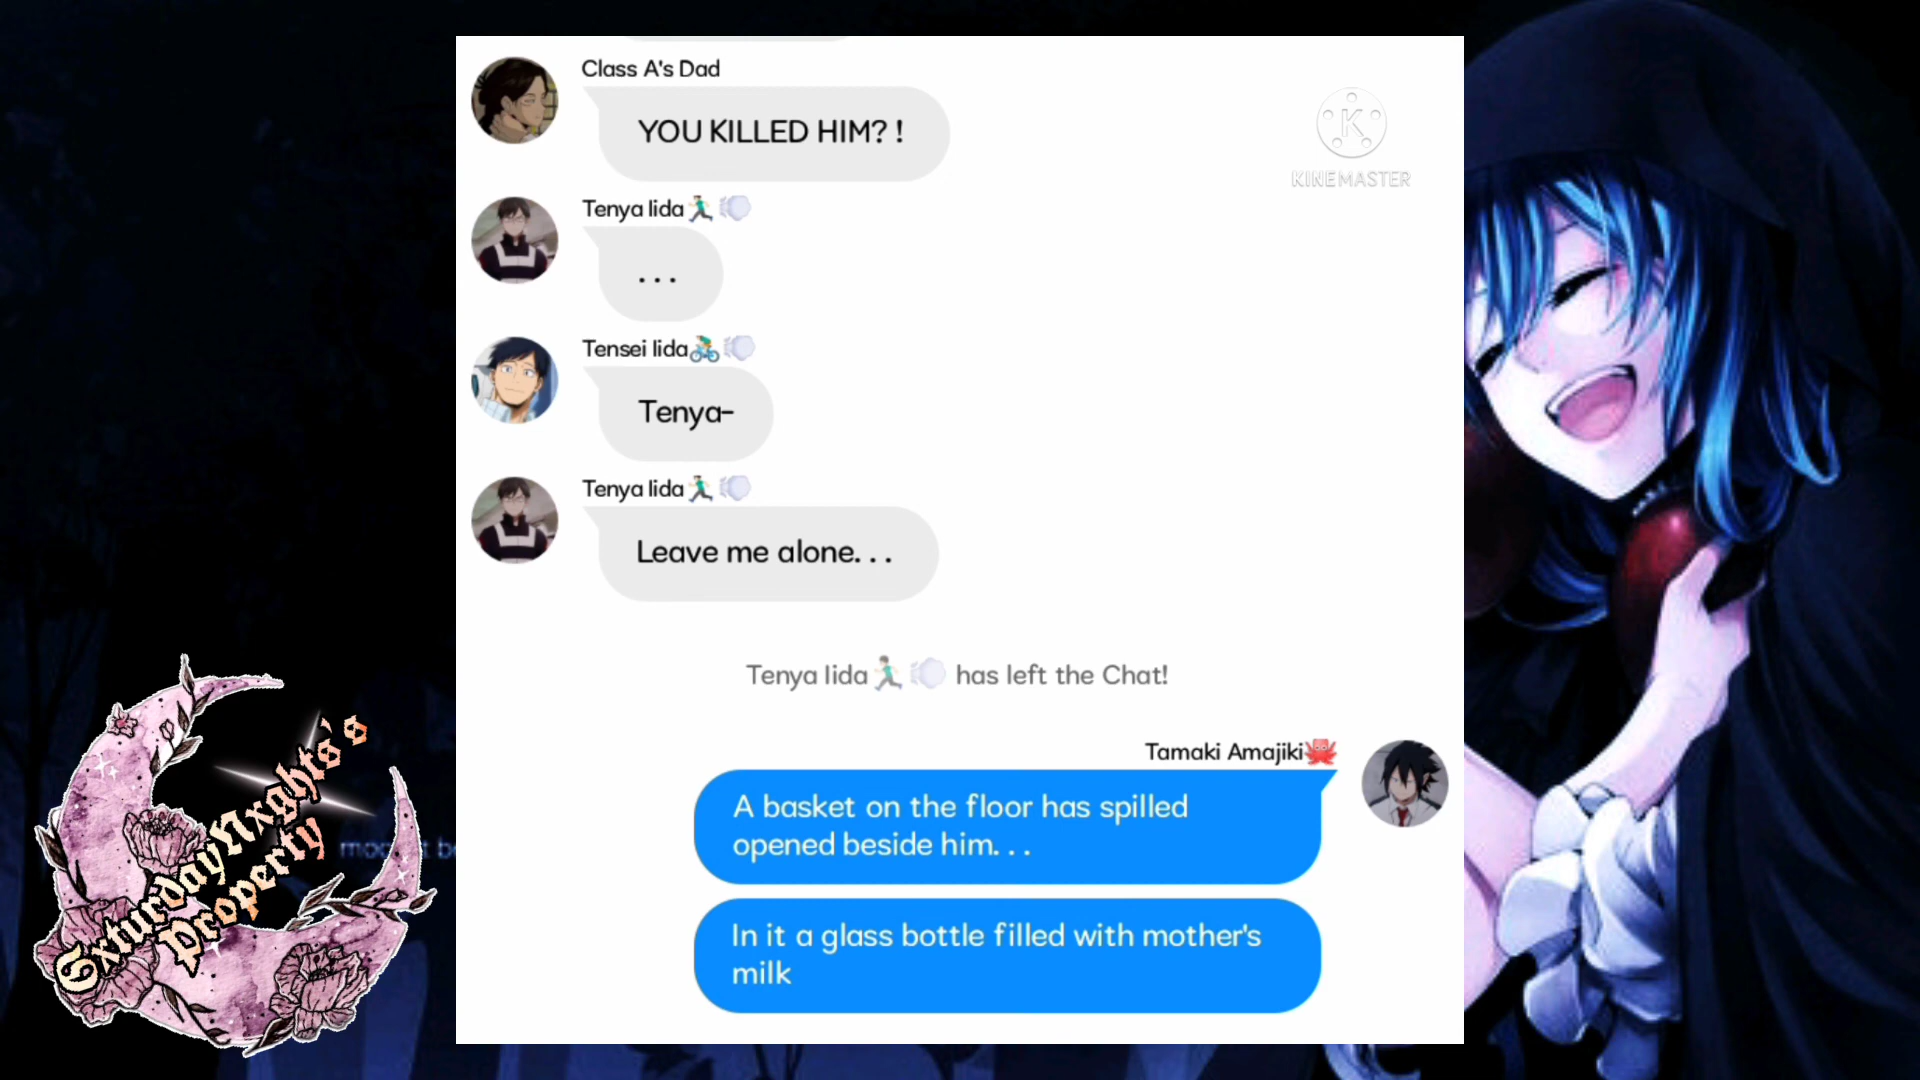 Class A's Dad
YOU KILLED HIM? !
KINEMASTER
Tenya Iida🏃🏻‍♂️💨
. . .
Tensei Iida🚴🏻‍♂️💨
Tenya-
Tenya Iida🏃🏻‍♂️💨
Leave me alone. . .
Tenya Iida🏃🏻‍♂️💨 has left the Chat!
Tamaki Amajiki🐙
A basket on the floor has spilled
opened beside him. . .
In it a glass bottle filled with mother's
milk
SxturdayNxghts's
Property